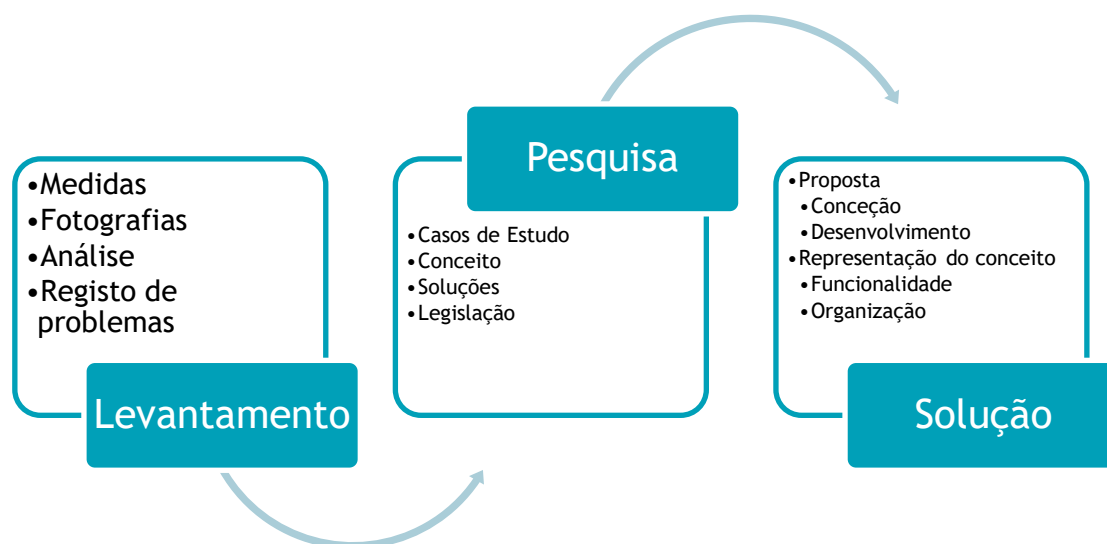 •Medidas
•Fotografias
•Análise
•Registo de
problemas
Levantamento
Pesquisa
•Casos de Estudo
•Conceito
•Soluções
•Legislação
•Proposta
•Conceção
•Desenvolvimento
•Representação do conceito
•Funcionalidade
•Organização
Solução